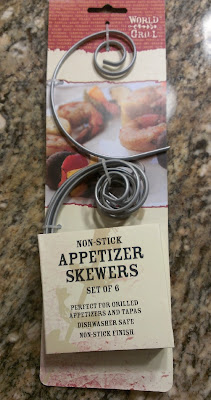 WORLD
GRILL
NON-STICK
APPETIZER
SKEWERS
SET OF 6
PERFECT FOR GRILLED
APPETIZERS AND TAPAS
DISHWASHER SAFE
NON-STICK FINISH